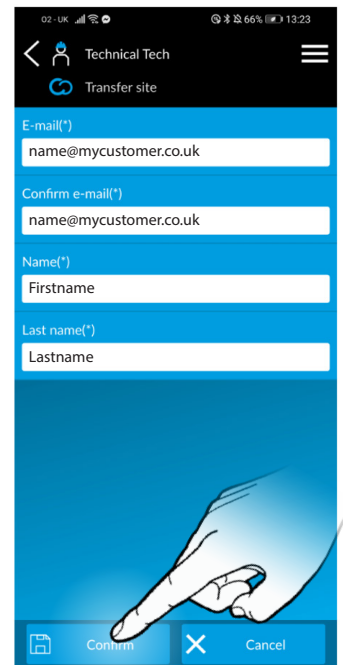 O2 - UK 66% 13:23
Technical Tech
Transfer site
E-mail(*)
name@mycustomer.co.uk
Confirm e-mail(*)
name@mycustomer.co.uk
Name(*)
Firstname
Last name(*)
Lastname
Confirm Cancel